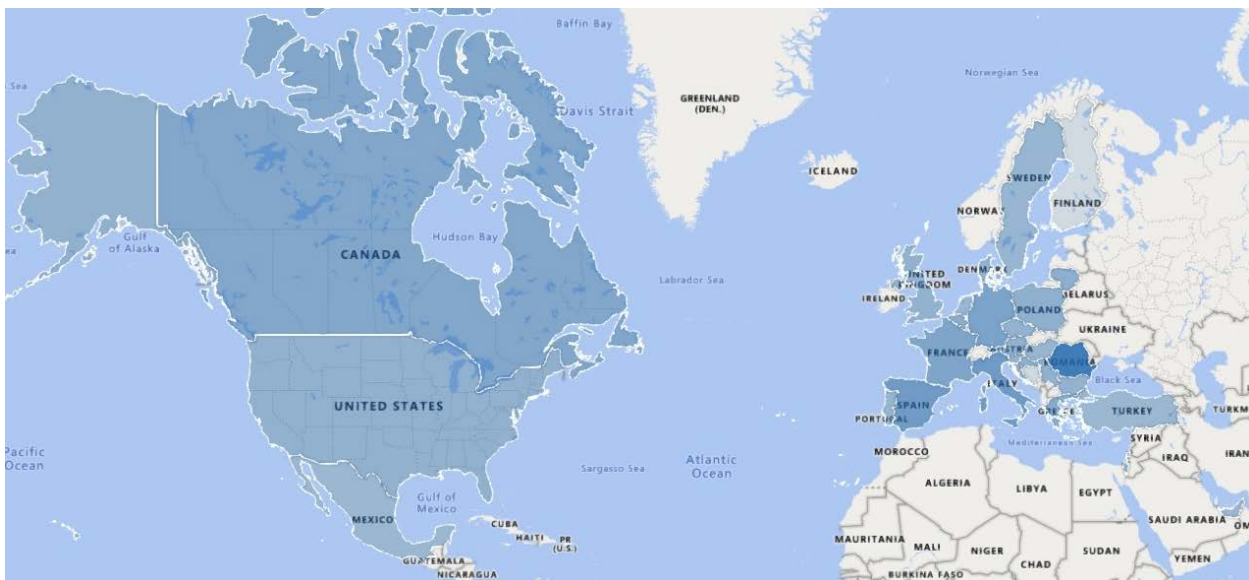 Baffin Bay
Sea
Norwegian Sea
GREENLAND
(DEN.)
Davis Strait
ICELAND
SWEDEN
FINLAND
NORWAY
Gulf
of Alaska
ea
Hudson Bay
CANADA
Labrador Sea
DENMARK
UNITED
KINGDOM
IRELAND
BELARUS
POLAND
UKRAINE
FRANCE
AUSTRIA
ROMANIA
ITALY
Black Sea
UNITED STATES
SPAIN
PORTUGAL
GREECE
TURKEY
TURKM
Pacific
Ocean
Sargasso Sea
Atlantic
Ocean
Mediterranean Sea
SYRIA
MOROCCO
IRAQ
IRAN
ALGERIA
LIBYA
EGYPT
Gulf of
Mexico
MEXICO
CUBA
HAITI
PR
(U.S.)
SAUDI ARABIA
OM
MAURITANIA
MALI
NIGER
CHAD
SUDAN
YEMEN
GUATEMALA
NICARAGUA
BURKINA FASO